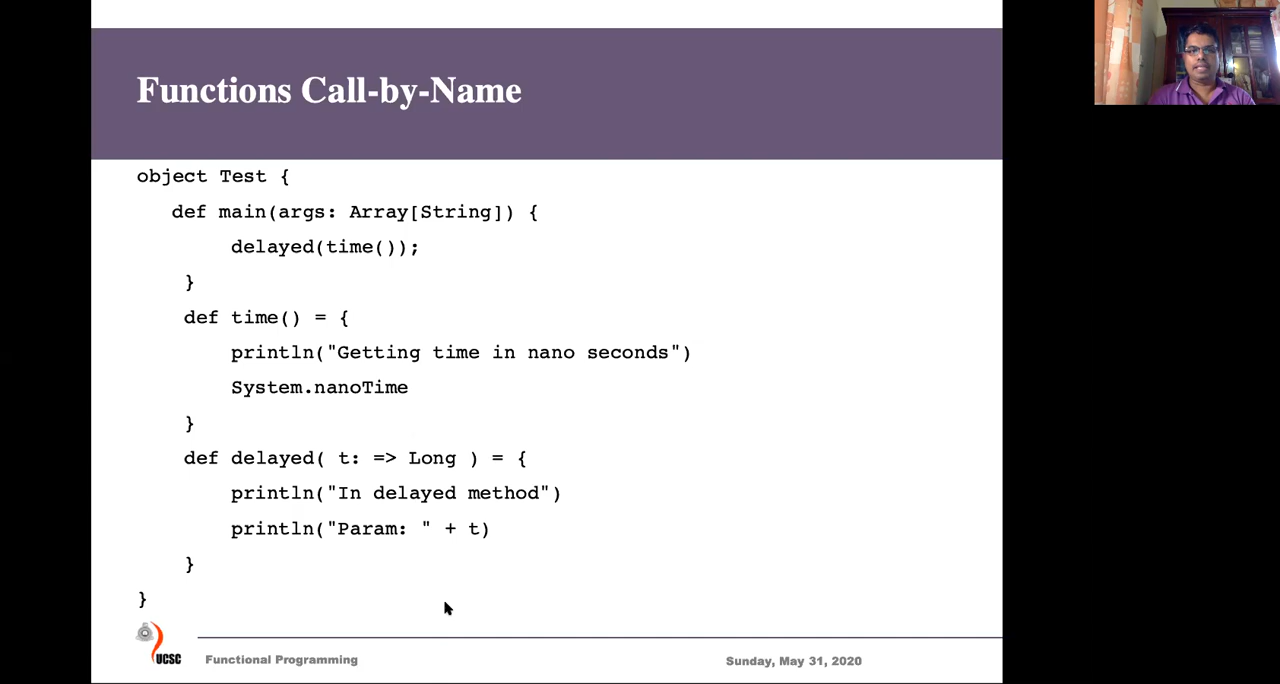 Functions Call-by-Name
object Test {
def main(args: Array[String]) {
delayed(time());
}
def time() = {
println("Getting time in nano seconds")
System.nanoTime
}
def delayed( t: => Long ) = {
println("In delayed method")
println("Param: " + t)
}
}
UCSC
Functional Programming
Sunday, May 31, 2020